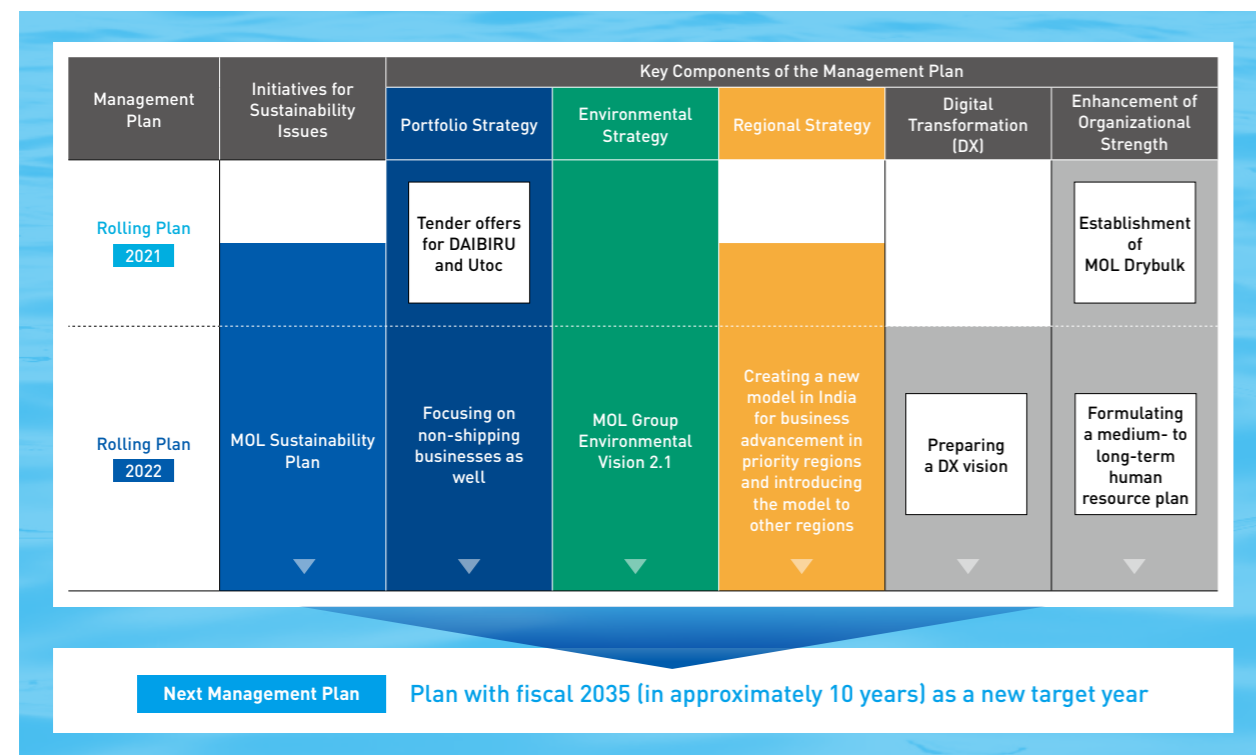 Management
Plan
Initiatives for
Sustainability
Issues
Key Components of the Management Plan
Portfolio Strategy
Environmental
Strategy
Regional Strategy
Digital
Transformation
(DX)
Enhancement of
Organizational
Strength
Rolling Plan
2021
Tender offers
for DAIBIRU
and Utoc
Establishment
of
MOL Drybulk
Rolling Plan
2022
MOL Sustainability
Plan
Focusing on
non-shipping
businesses as
well
MOL Group
Environmental
Vision 2.1
Creating a new
model in India
for business
advancement in
priority regions
and introducing
the model to
other regions
Preparing
a DX vision
Formulating
a medium- to
long-term
human
resource plan
Next Management Plan
Plan with fiscal 2035 (in approximately 10 years) as a new target year